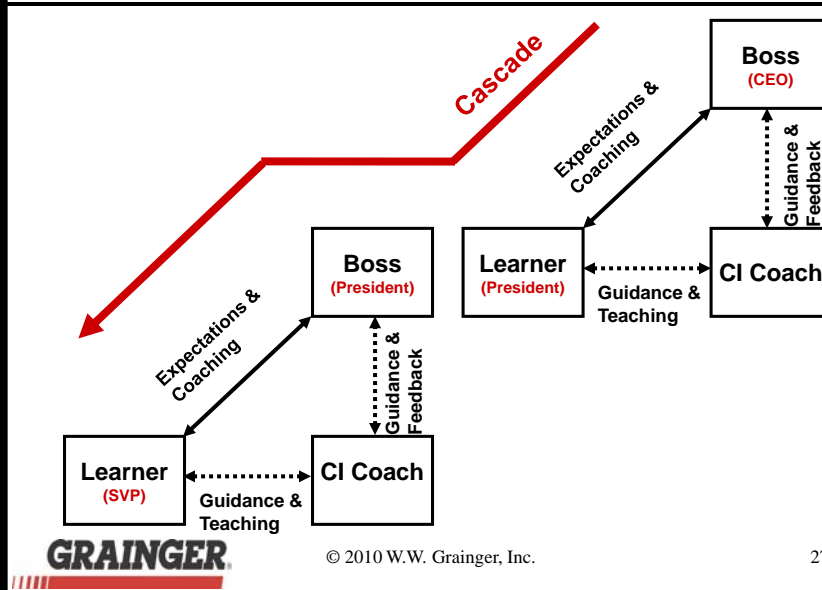 Cascade
Boss
(CEO)
Expectations &
Coaching
Guidance &
Feedback
Learner
(President)
Guidance &
Teaching
CI Coach
Boss
(President)
Expectations &
Coaching
Guidance &
Feedback
Learner
(SVP)
Guidance &
Teaching
CI Coach
GRAINGER
© 2010 W.W. Grainger, Inc.
27